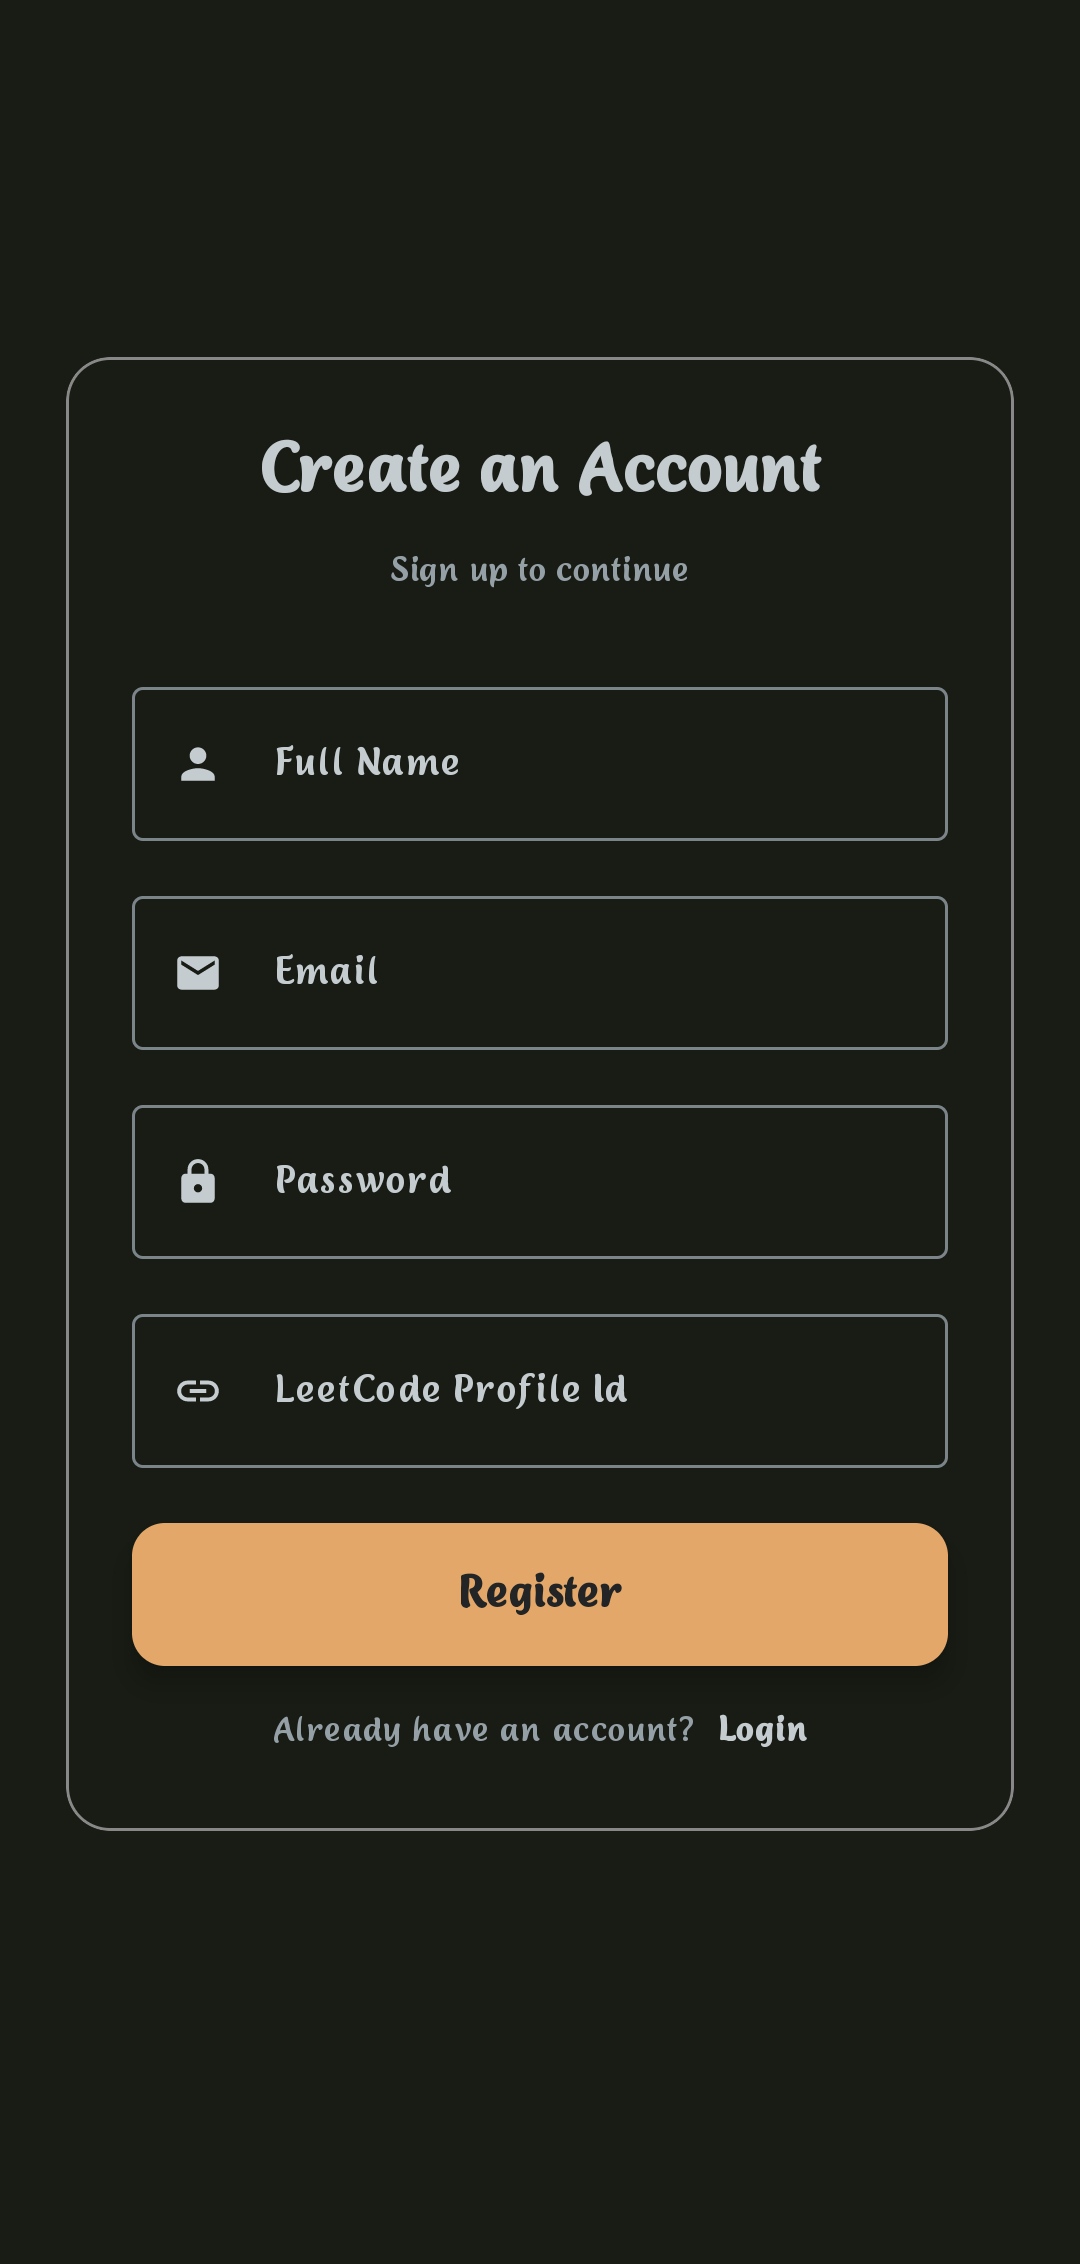 Create an Account
Sign up to continue
Full Name
Email
Password
LeetCode Profile Id
Register
Already have an account? Login